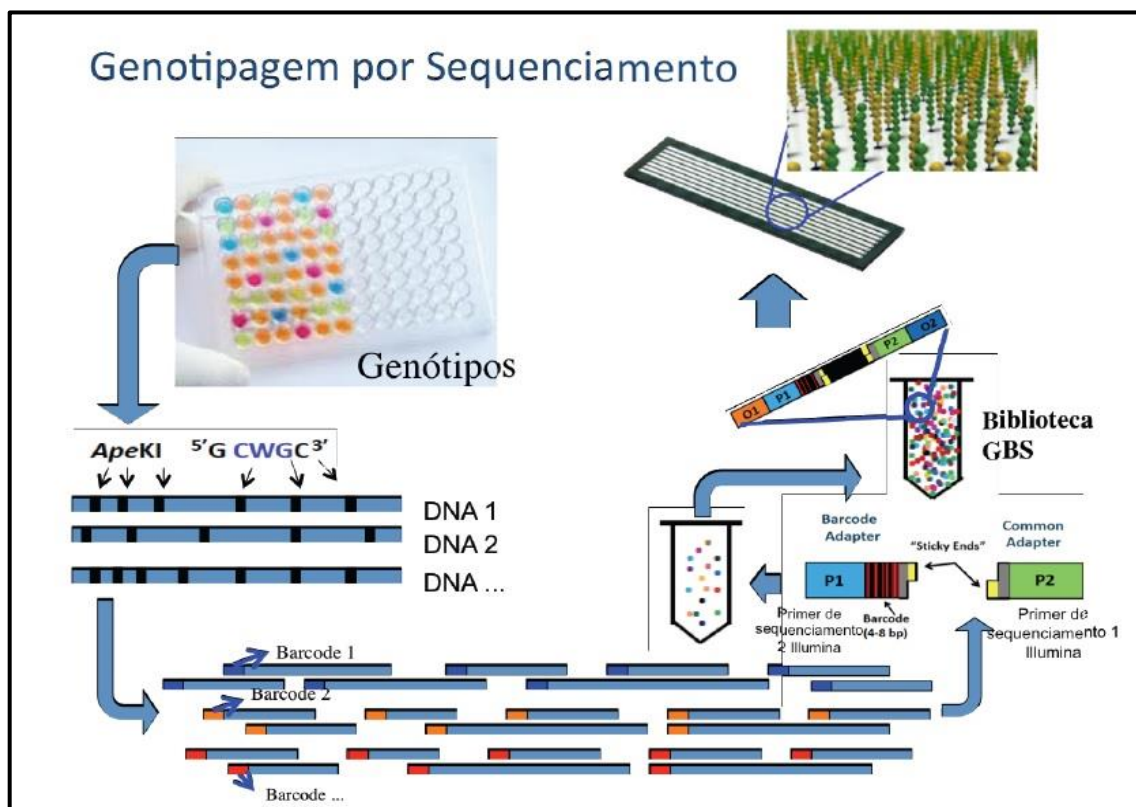 Genotipagem por Sequenciamento
Genótipos
ApeKI 5'G CWGC 3'
DNA 1
DNA 2
DNA ...
Barcode 1
Barcode 2
Barcode ...
O1 P1 P2 O2
Biblioteca
GBS
Barcode
Adapter
Common
Adapter
"Sticky Ends"
P1
P2
Barcode
(4-8 bp)
Primer de
sequenciamento
2 Illumina
Primer de
sequenciamento 1
Illumina